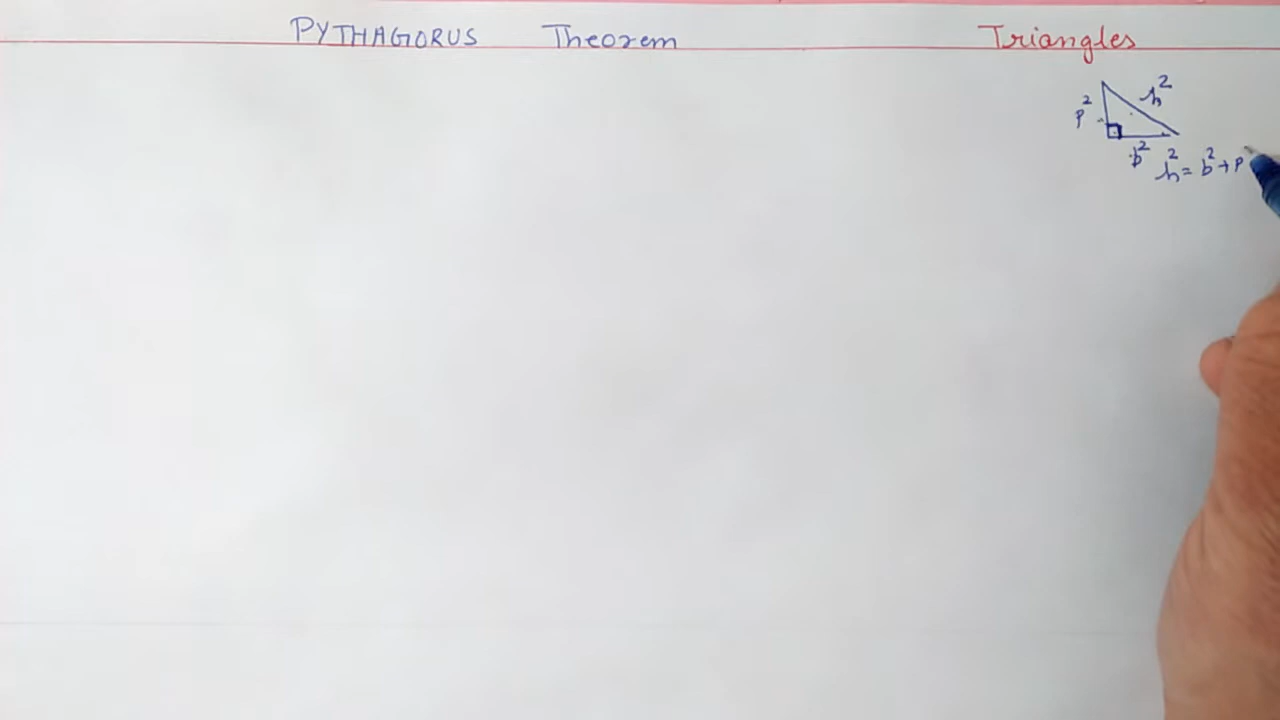 PYTHAGORUS Theorem Triangles
p² h²
b²
h² = b² + p